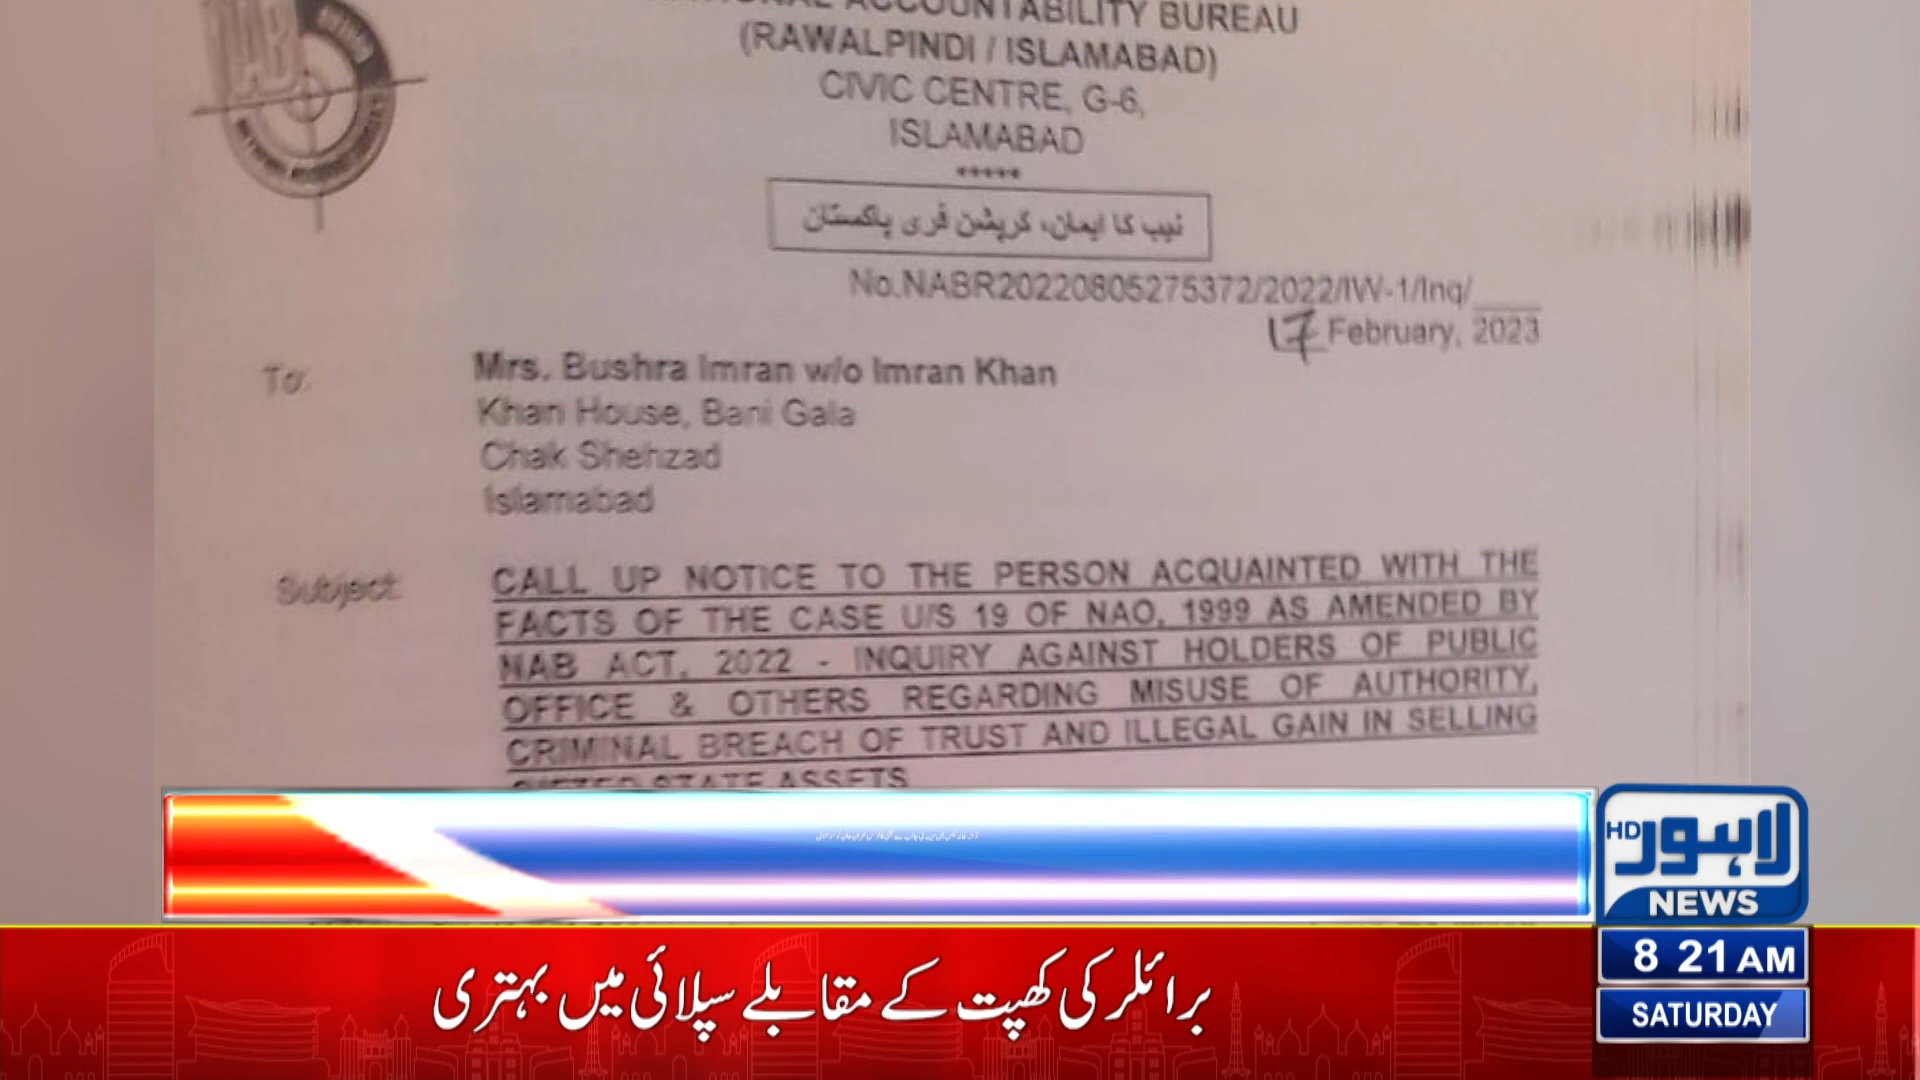 ACCOUNTABILITY BUREAU
(RAWALPINDI / ISLAMABAD)
CIVIC CENTRE, G-6,
ISLAMABAD
*****
نیب کا ایمان، کرپشن فری پاکستان
No.NABR20220805275372/2022/IW-1/Inq/____
17 February, 2023
To
Mrs. Bushra Imran w/o Imran Khan
Khan House, Bani Gala
Chak Shehzad
Islamabad
Subject
CALL UP NOTICE TO THE PERSON ACQUAINTED WITH THE
FACTS OF THE CASE U/S 19 OF NAO, 1999 AS AMENDED BY
NAB ACT, 2022 - INQUIRY AGAINST HOLDERS OF PUBLIC
OFFICE & OTHERS REGARDING MISUSE OF AUTHORITY,
CRIMINAL BREACH OF TRUST AND ILLEGAL GAIN IN SELLING
STATE ASSETS
HD
لاہور
NEWS
8 21 AM
SATURDAY
برائلر کی کھپت کے مقابلے سپلائی میں بہتری